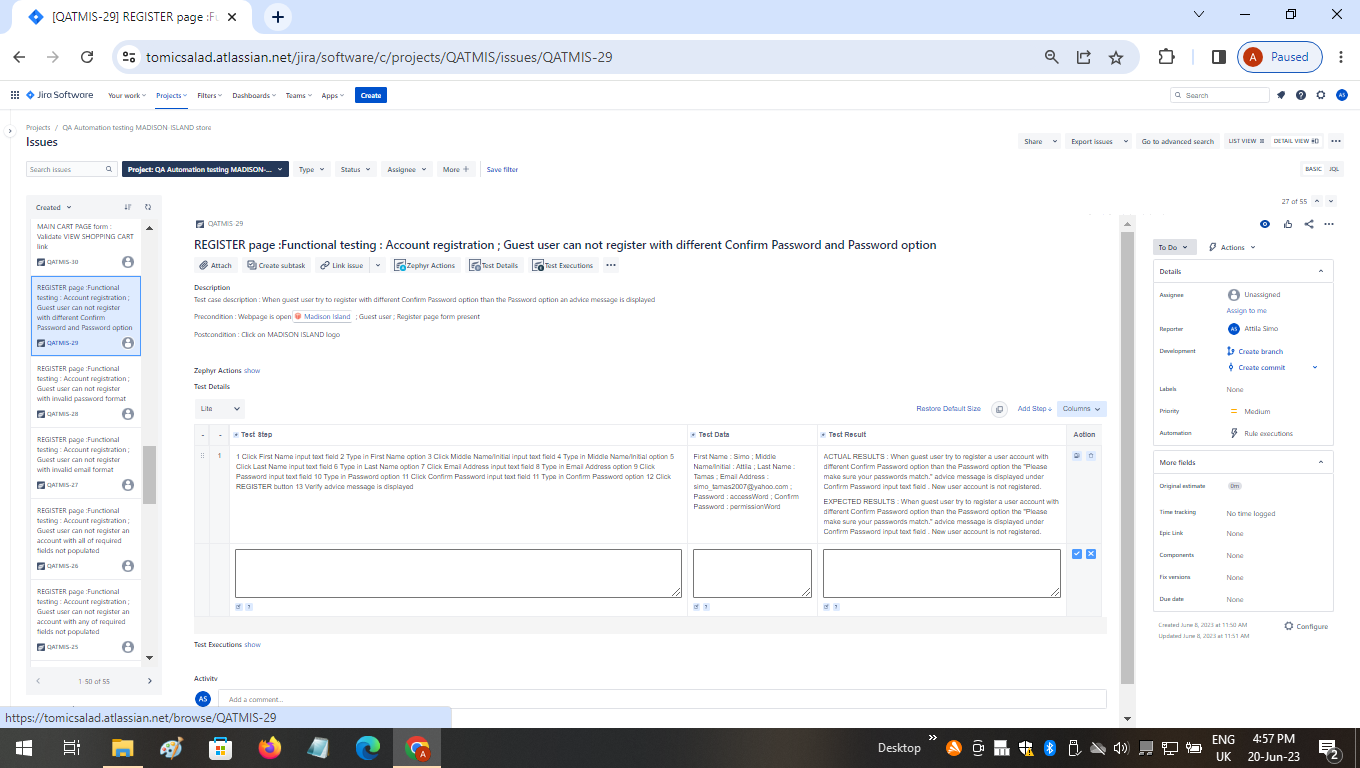 [QATMIS-29] REGISTER page :Fu
tomicsalad.atlassian.net/jira/software/c/projects/QATMIS/issues/QATMIS-29
A Paused
Jira Software Your work Projects Filters Dashboards Teams Apps Create Search AS
Projects / QA Automation testing MADISON ISLAND store
Issues
Share Export issues Go to advanced search LIST VIEW DETAIL VIEW
Search issues Project: QA Automation testing MADISON-... Type Status Assignee More + Save filter BASIC JQL
Created
27 of 55
MAIN CART PAGE form :
Validate VIEW SHOPPING CART
link
QATMIS-30
REGISTER page :Functional
testing : Account registration ;
Guest user can not register
with different Confirm
Password and Password option
QATMIS-29
REGISTER page :Functional
testing : Account registration ;
Guest user can not register
with invalid password format
QATMIS-28
REGISTER page :Functional
testing : Account registration ;
Guest user can not register
with invalid email format
QATMIS-27
REGISTER page :Functional
testing : Account registration ;
Guest user can not register an
account with all of required
fields not populated
QATMIS-26
REGISTER page :Functional
testing : Account registration ;
Guest user can not register an
account with any of required
fields not populated
QATMIS-25
1-50 of 55
QATMIS-29
REGISTER page :Functional testing : Account registration ; Guest user can not register with different Confirm Password and Password option
Attach Create subtask Link issue Zephyr Actions Test Details Test Executions
Description
Test case description : When guest user try to register with different Confirm Password option than the Password option an advice message is displayed
Precondition : Webpage is open Madison Island ; Guest user ; Register page form present
Postcondition : Click on MADISON ISLAND logo
Zephyr Actions show
Test Details
Lite Restore Default Size Add Step Columns
- - Test Step Test Data Test Result Action
1
1 Click First Name input text field 2 Type in First Name option 3 Click Middle Name/Initial input text field 4 Type in Middle Name/Initial option 5
Click Last Name input text field 6 Type in Last Name option 7 Click Email Address input text field 8 Type in Email Address option 9 Click
Password input text field 10 Type in Password option 11 Click Confirm Password input text field 11 Type in Confirm Password option 12 Click
REGISTER button 13 Verify advice message is displayed
First Name : Simo ; Middle
Name/Initial : Attila ; Last Name :
Tamas ; Email Address :
simo_tamas2007@yahoo.com ;
Password : accessWord ; Confirm
Password : permissionWord
ACTUAL RESULTS : When guest user try to register a user account with
different Confirm Password option than the Password option the "Please
make sure your passwords match." advice message is displayed under
Confirm Password input text field . New user account is not registered.
EXPECTED RESULTS : When guest user try to register a user account with
different Confirm Password option than the Password option the "Please
make sure your passwords match." advice message is displayed under
Confirm Password input text field . New user account is not registered.
Test Executions show
Activity
AS Add a comment...
To Do Actions
Details
Assignee Unassigned
Assign to me
Reporter AS Attila Simo
Development Create branch
Create commit
Labels None
Priority Medium
Automation Rule executions
More fields
Original estimate 0m
Time tracking No time logged
Epic Link None
Components None
Fix versions None
Due date None
Created June 8, 2023 at 11:50 AM
Updated June 8, 2023 at 11:51 AM
Configure
https://tomicsalad.atlassian.net/browse/QATMIS-29
Desktop
ENG
UK
4:57 PM
20-Jun-23
2